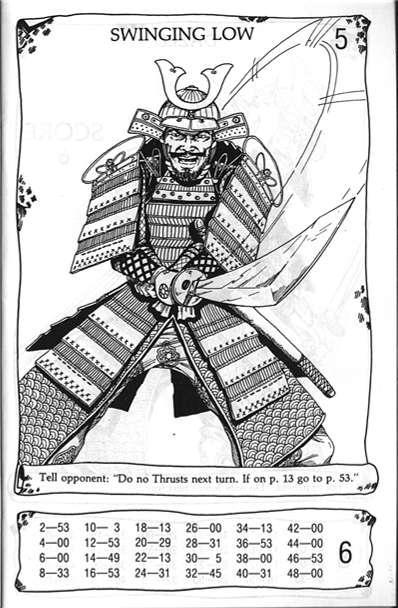 SWINGING LOW
5
Tell opponent: "Do no Thrusts next turn. If on p. 13 go to p. 53."
2—53 10— 3 18—13 26—00 34—13 42—00
4—00 12—53 20—29 28—31 36—53 44—00
6—00 14—49 22—13 30— 5 38—00 46—53
8—33 16—53 24—31 32—45 40—31 48—00
6